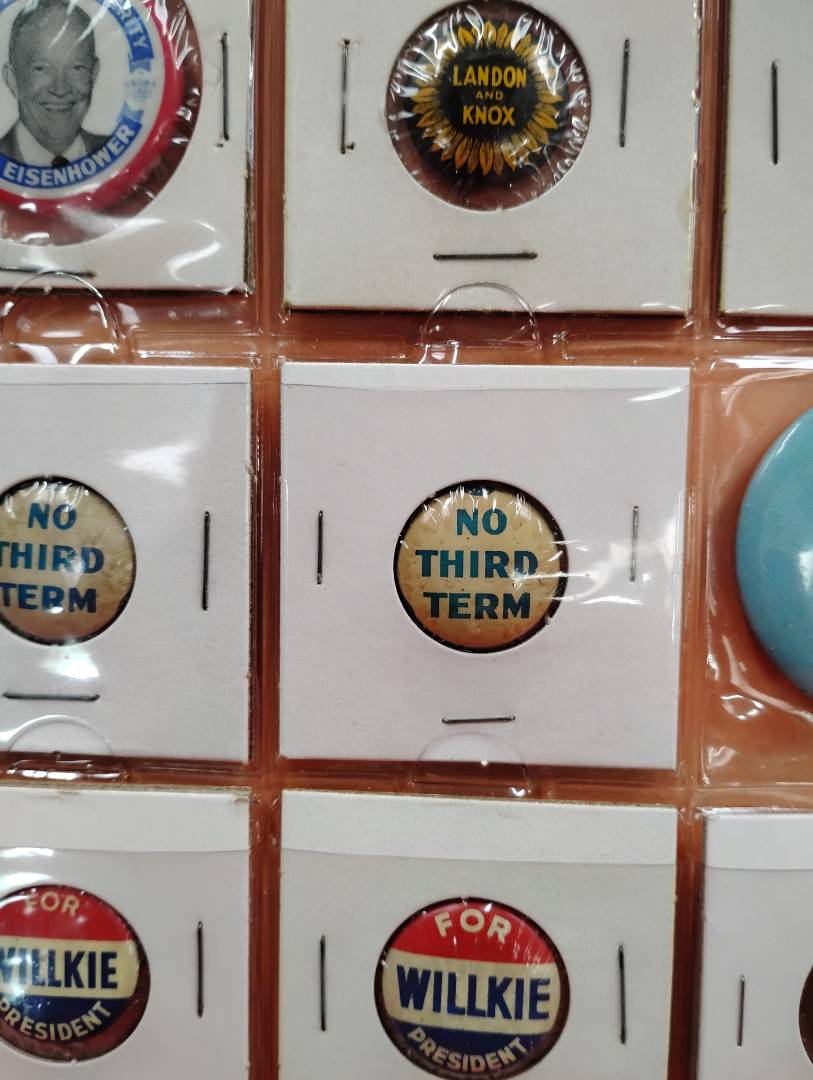 EISENHOWER
LANDON
AND
KNOX
NO
THIRD
TERM
NO
THIRD
TERM
FOR
WILLKIE
PRESIDENT
FOR
WILLKIE
PRESIDENT